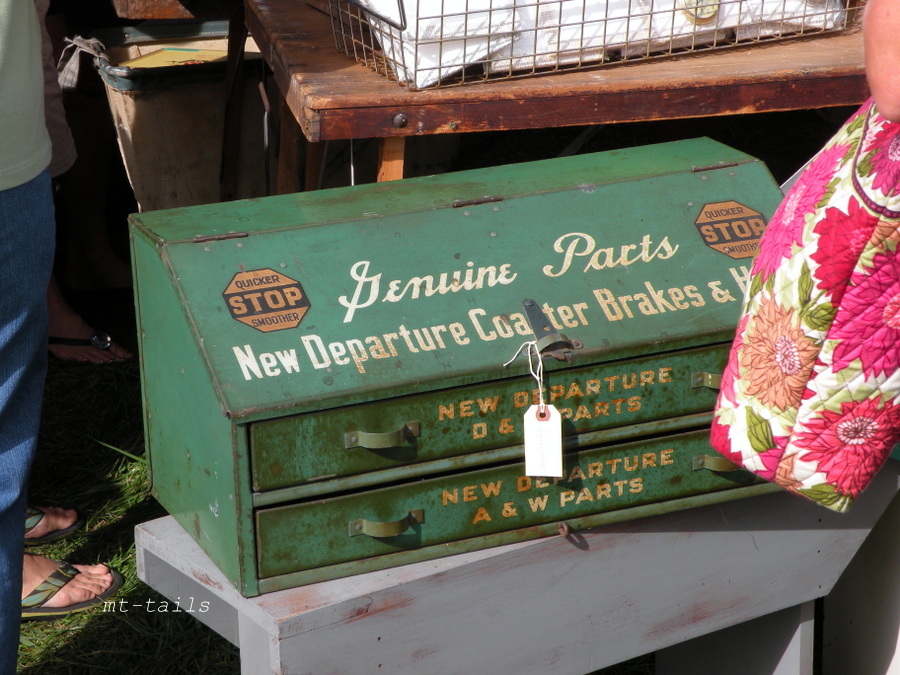 QUICKER
STOP
SMOOTHER
Genuine Parts
QUICKER
STOP
SMOOTHER
New Departure Coaster Brakes & H
NEW DEPARTURE
D & PARTS
NEW DEPARTURE
A & W PARTS
mt-tails